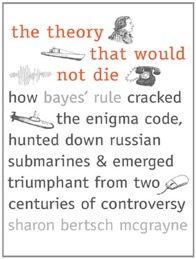 the theory
that would
not die
how bayes' rule cracked
the enigma code,
hunted down russian
submarines & emerged
triumphant from two
centuries of controversy
sharon bertsch mcgrayne